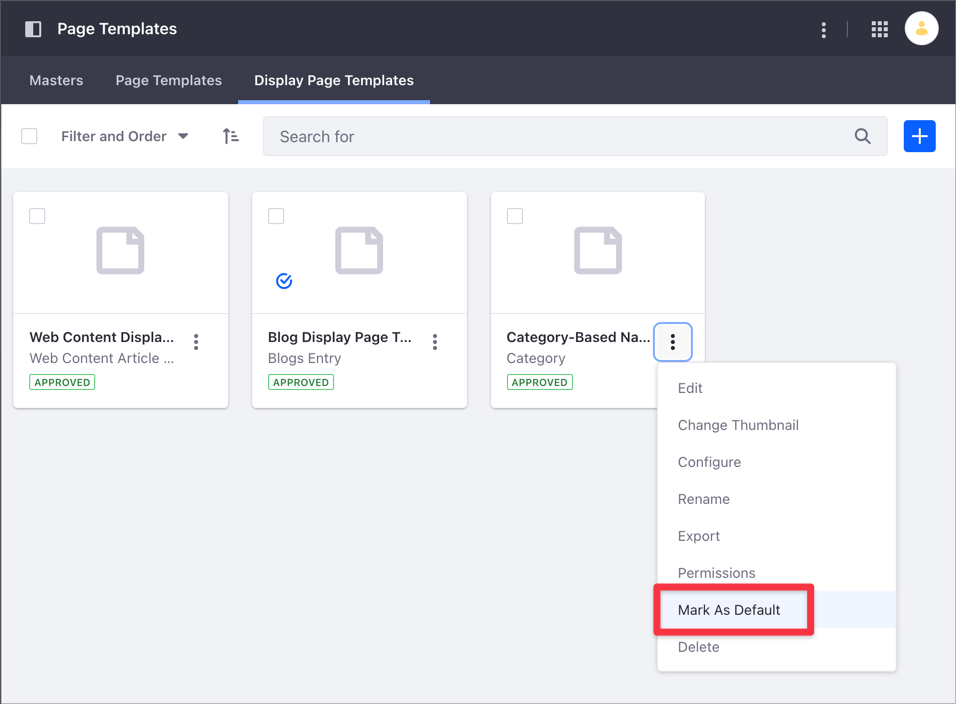 Page Templates
Masters
Page Templates
Display Page Templates
Filter and Order
Search for
Web Content Displa...
Web Content Article ...
APPROVED
Blog Display Page T...
Blogs Entry
APPROVED
Category-Based Na...
Category
APPROVED
Edit
Change Thumbnail
Configure
Rename
Export
Permissions
Mark As Default
Delete